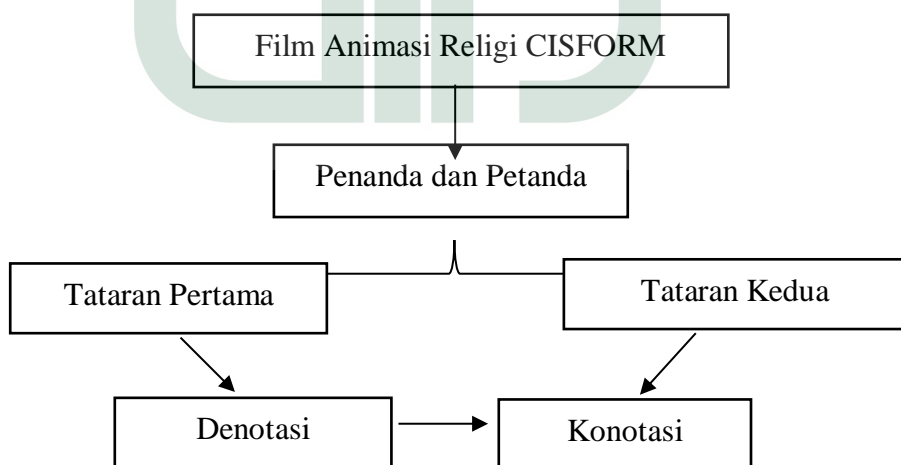 Film Animasi Religi CISFORM
Penanda dan Petanda
Tataran Pertama
Tataran Kedua
Denotasi
Konotasi